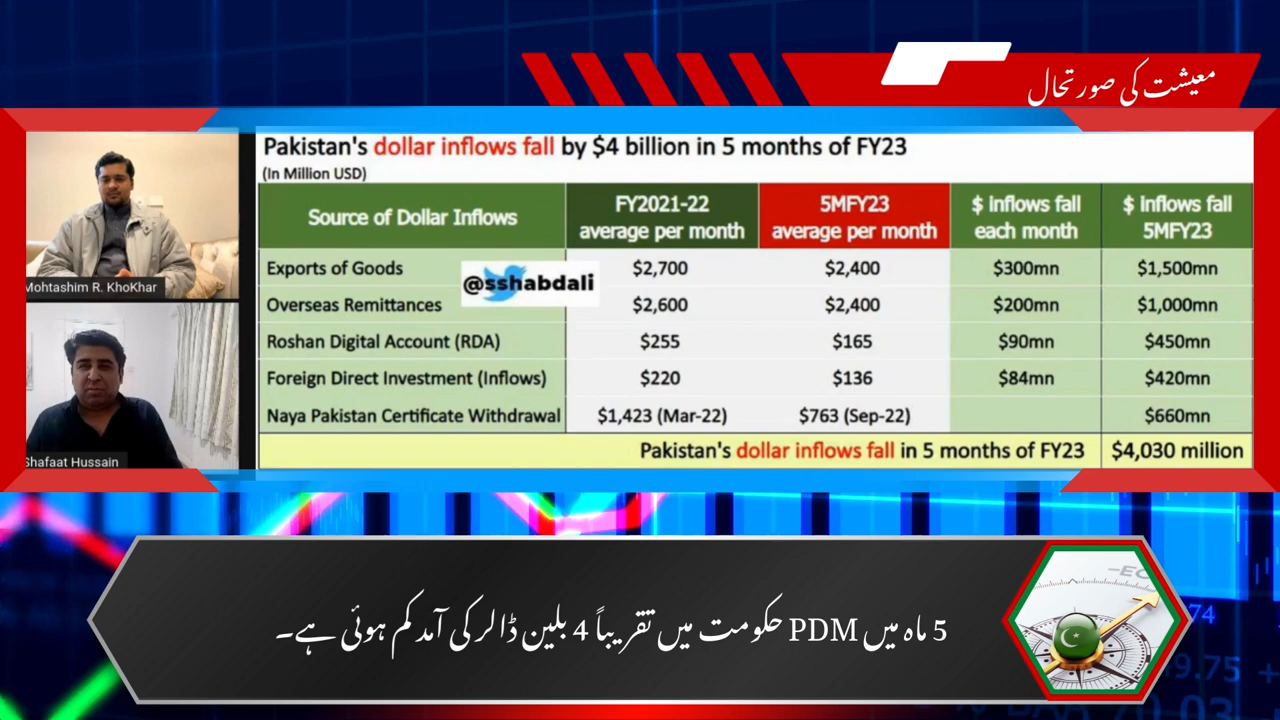 معیشت کی صورتحال
Pakistan's dollar inflows fall by $4 billion in 5 months of FY23
(In Million USD)
Source of Dollar Inflows FY2021-22 average per month 5MFY23 average per month $ inflows fall each month $ inflows fall 5MFY23
Exports of Goods $2,700 $2,400 $300mn $1,500mn
@sshabdali
Overseas Remittances $2,600 $2,400 $200mn $1,000mn
Roshan Digital Account (RDA) $255 $165 $90mn $450mn
Foreign Direct Investment (Inflows) $220 $136 $84mn $420mn
Naya Pakistan Certificate Withdrawal $1,423 (Mar-22) $763 (Sep-22) $660mn
Pakistan's dollar inflows fall in 5 months of FY23 $4,030 million
Mohtashim R. KhoKhar
Shafaat Hussain
5 ماہ میں PDM حکومت میں تقریباً 4 بلین ڈالر کی آمد کم ہوئی ہے۔